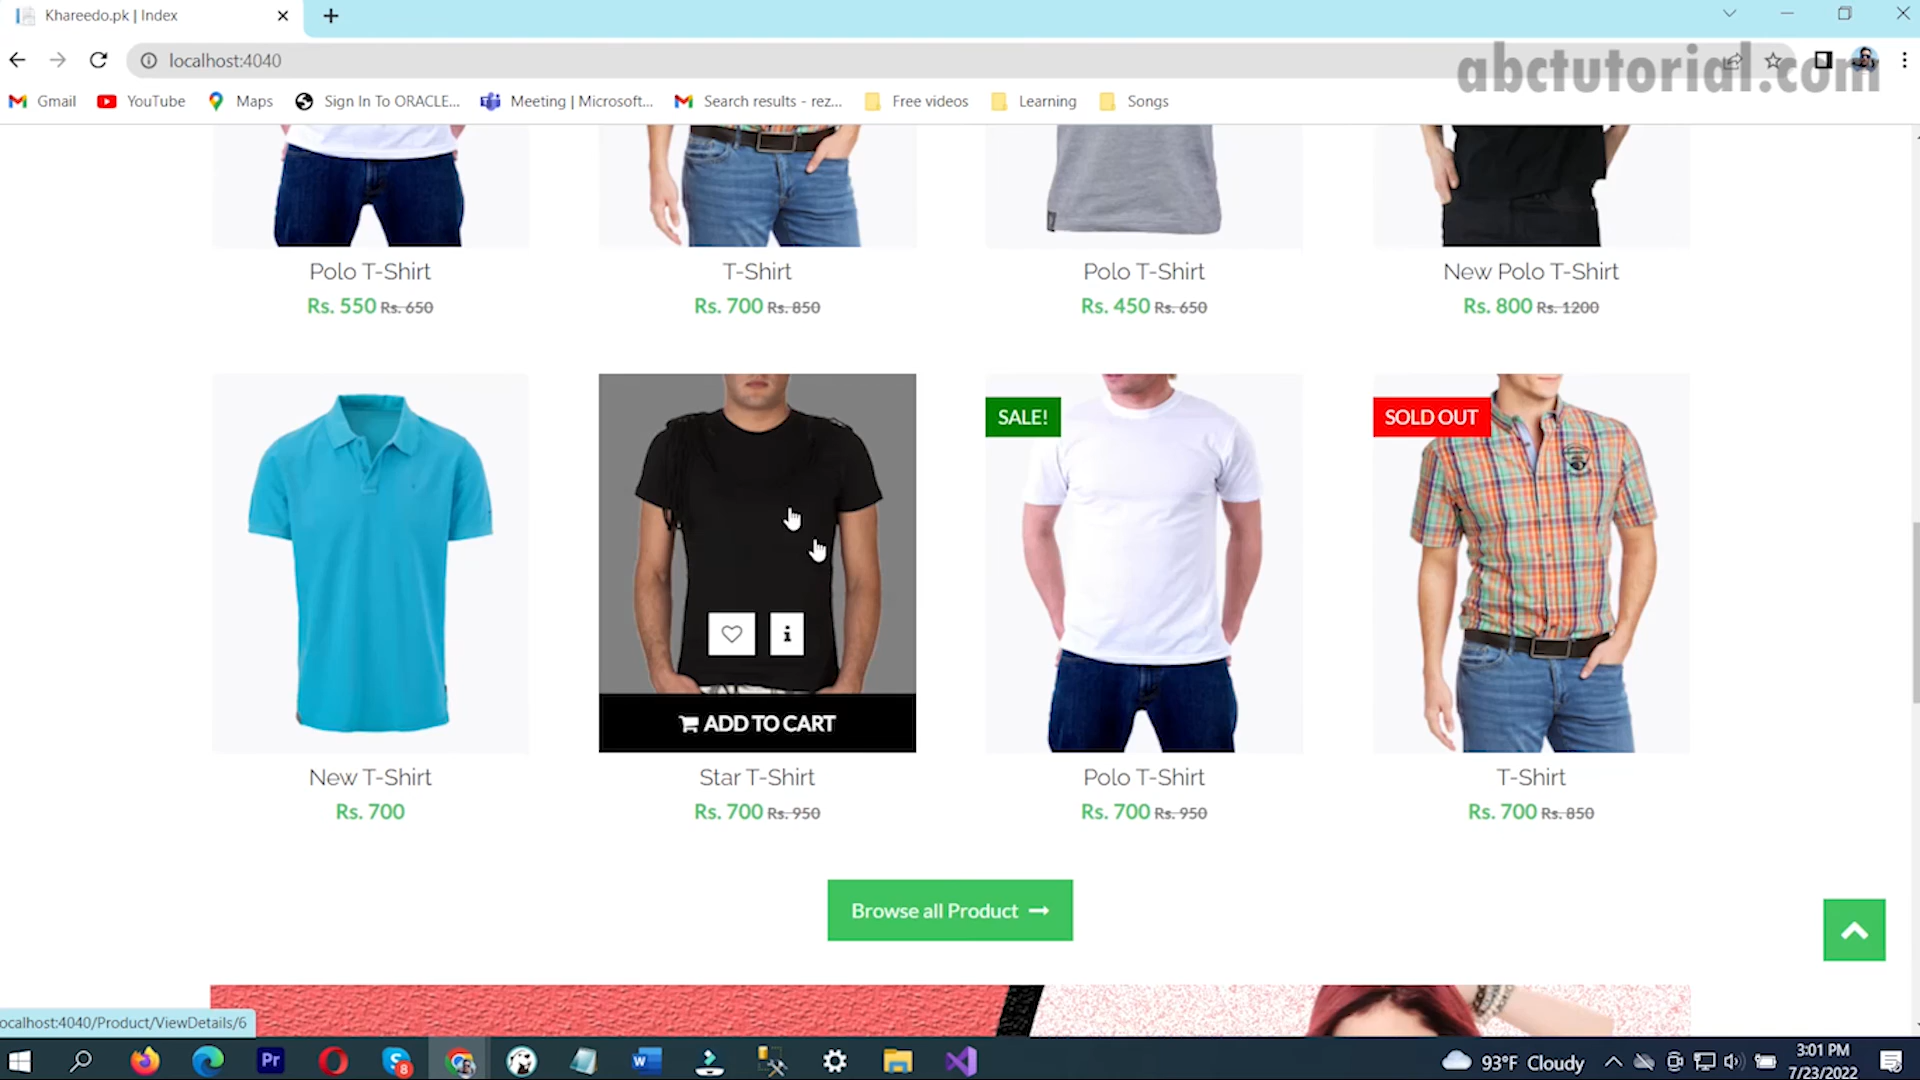 Khareedo.pk | Index
localhost:4040
abctutorial.com
Gmail YouTube Maps Sign In To ORACLE... Meeting | Microsoft... Search results - rez... Free videos Learning Songs
Polo T-Shirt T-Shirt Polo T-Shirt New Polo T-Shirt
Rs. 550 Rs. 650 Rs. 700 Rs. 850 Rs. 450 Rs. 650 Rs. 800 Rs. 1200
SALE! SOLD OUT
ADD TO CART
New T-Shirt Star T-Shirt Polo T-Shirt T-Shirt
Rs. 700 Rs. 700 Rs. 950 Rs. 700 Rs. 950 Rs. 700 Rs. 850
Browse all Product
ocalhost:4040/Product/ViewDetails/6
Pr 8 93°F Cloudy 3:01 PM
7/23/2022